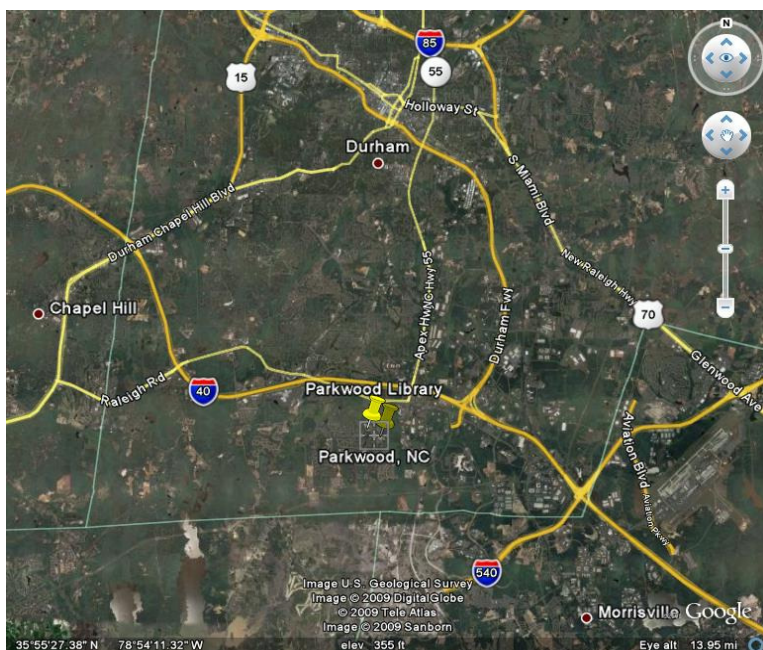 N
85
55
15
Holloway St
Durham
S Miami Blvd
Durham Chapel Hill Blvd
New Raleigh Hwy
Chapel Hill
Apex HwNC Hwy 55
Durham Fwy
70
Glenwood Ave
Raleigh Rd
40
Parkwood Library
Parkwood, NC
Aviation Blvd
Aviation Pkwy
540
Image U.S. Geological Survey
Image © 2009 DigitalGlobe
© 2009 Tele Atlas
Image © 2009 Sanborn
Morrisville
Google
35°55'27.38" N 78°54'11.32" W elev 355 ft Eye alt 13.95 mi